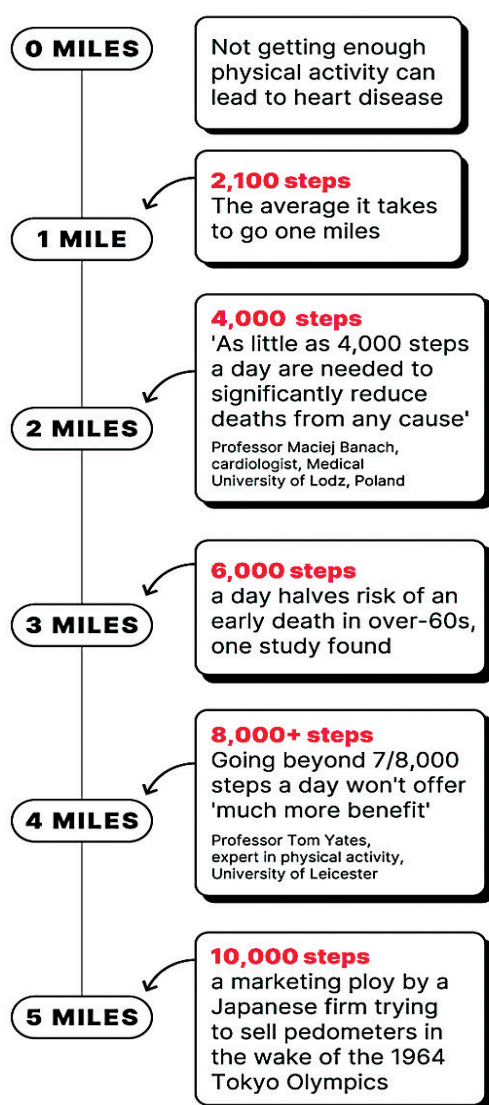 0 MILES
Not getting enough
physical activity can
lead to heart disease
2,100 steps
The average it takes
to go one miles
1 MILE
4,000 steps
'As little as 4,000 steps
a day are needed to
significantly reduce
deaths from any cause'
Professor Maciej Banach,
cardiologist, Medical
University of Lodz, Poland
2 MILES
6,000 steps
a day halves risk of an
early death in over-60s,
one study found
3 MILES
8,000+ steps
Going beyond 7/8,000
steps a day won't offer
'much more benefit'
Professor Tom Yates,
expert in physical activity,
University of Leicester
4 MILES
10,000 steps
a marketing ploy by a
Japanese firm trying
to sell pedometers in
the wake of the 1964
Tokyo Olympics
5 MILES